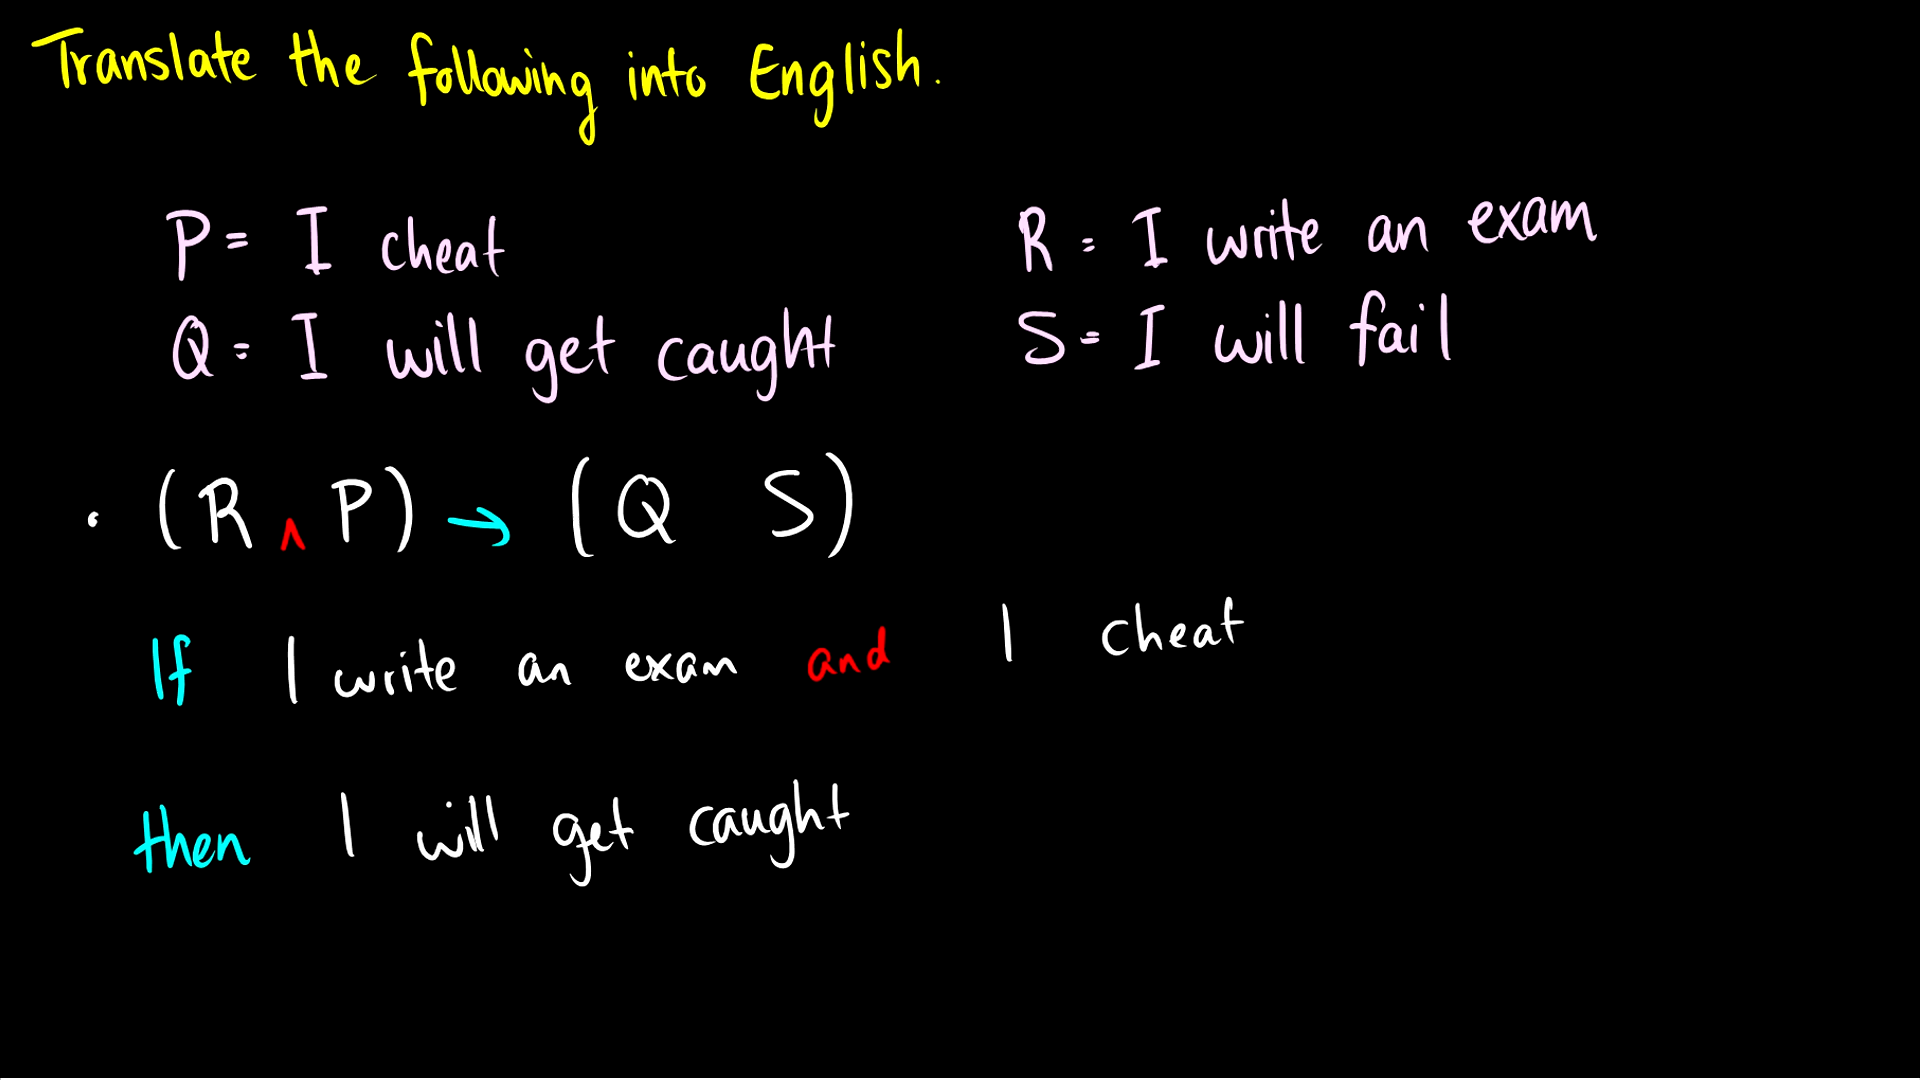 Translate the following into English.
P = I cheat
R = I write an exam
Q = I will get caught
S = I will fail
• (R ∧ P) → (Q S)
If I write an exam and I cheat
then I will get caught